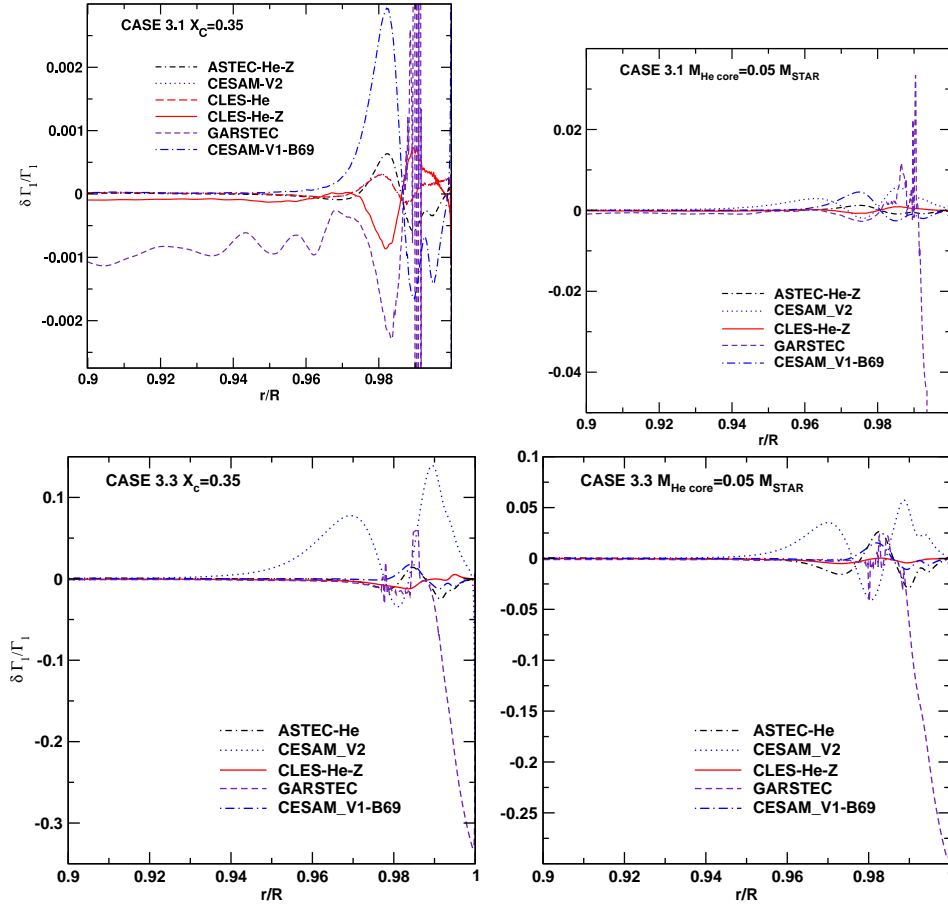 CASE 3.1 X_C=0.35
ASTEC-He-Z
CESAM-V2
CLES-He
CLES-He-Z
GARSTEC
CESAM-V1-B69
0.002
0.001
0
-0.001
-0.002
δ Γ₁/Γ₁
0.9 0.92 0.94 0.96 0.98
r/R
CASE 3.1 M_He core=0.05 M_STAR
0.02
0
-0.02
-0.04
ASTEC-He-Z
CESAM_V2
CLES-He-Z
GARSTEC
CESAM_V1-B69
0.9 0.92 0.94 0.96 0.98
r/R
CASE 3.3 X_c=0.35
0.1
0
-0.1
-0.2
-0.3
δ Γ₁/Γ₁
ASTEC-He
CESAM_V2
CLES-He-Z
GARSTEC
CESAM_V1-B69
0.9 0.92 0.94 0.96 0.98 1
r/R
CASE 3.3 M_He core=0.05 M_STAR
0.1
0.05
0
-0.05
-0.1
-0.15
-0.2
-0.25
ASTEC-He
CESAM_V2
CLES-He-Z
GARSTEC
CESAM_V1-B69
0.9 0.92 0.94 0.96 0.98
r/R